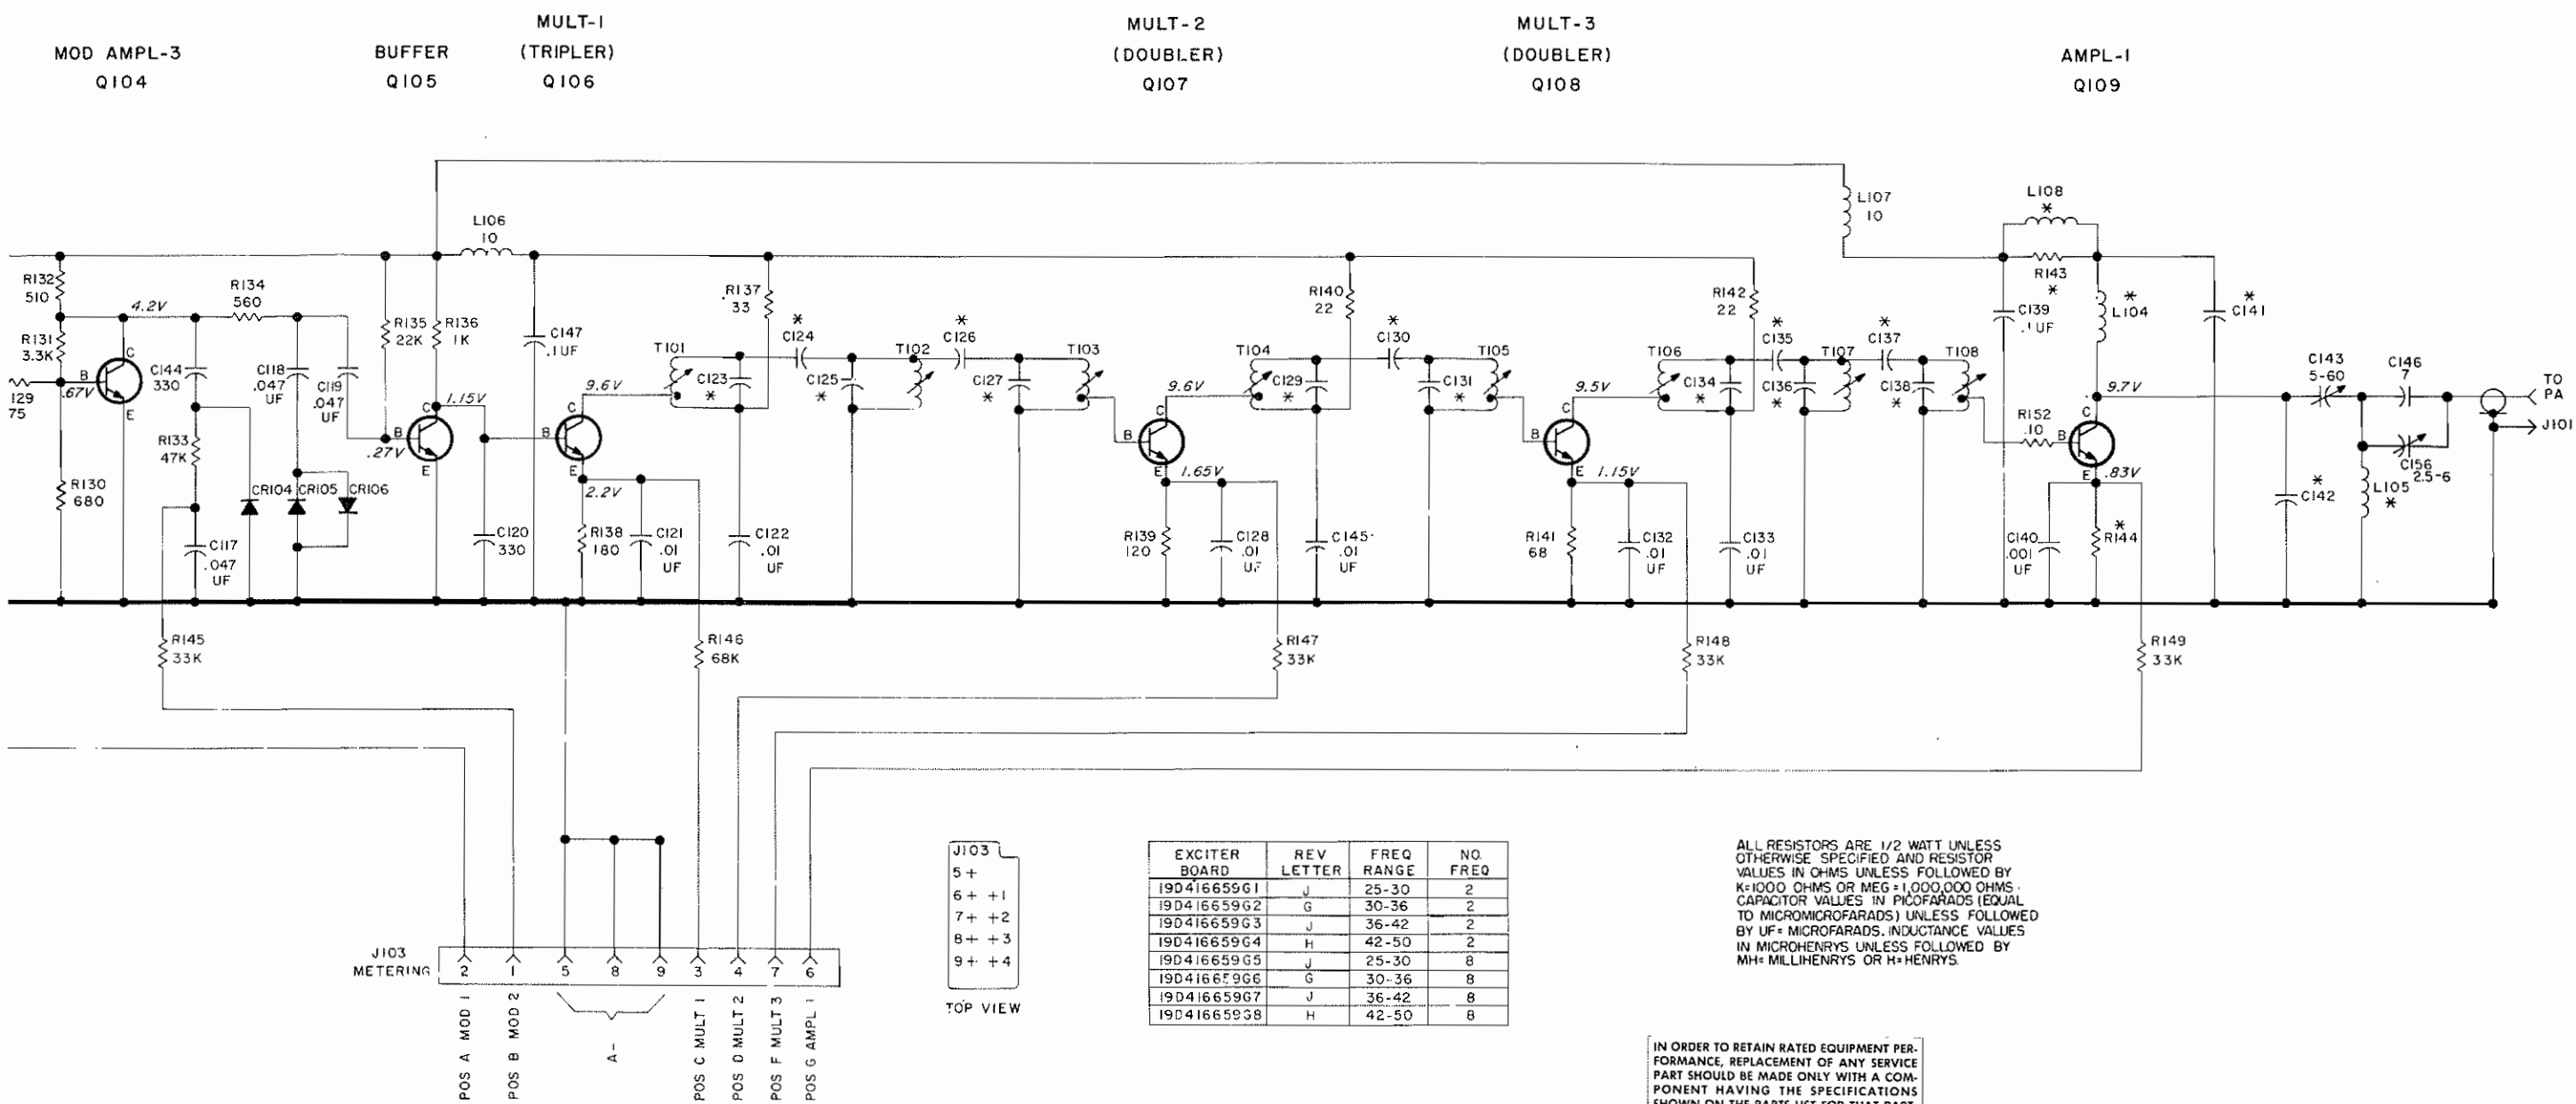 MOD AMPL-3
Q104
BUFFER
Q105
MULT-1
(TRIPLER)
Q106
MULT-2
(DOUBLER)
Q107
MULT-3
(DOUBLER)
Q108
AMPL-1
Q109
L106
10
L107
10
L108
*
R132
510
R131
3.3K
129
75
B
.67V
C
E
4.2V
R130
680
R134
560
C144
330
R133
47K
C117
.047
UF
C118
.047
UF
C119
.047
UF
CR104
CR105
CR106
R135
22K
R136
1K
1.15V
C
B
.27V
E
C120
330
C147
.1UF
9.6V
C
B
E
2.2V
R138
180
C121
.01
UF
R137
33
T101
C123
*
C122
.01
UF
*
C124
C125
*
T102
*
C126
C127
*
T103
9.6V
C
B
E
1.65V
R139
120
C128
.01
UF
R140
22
T104
C129
*
C145
.01
UF
*
C130
C131
*
T105
9.5V
C
B
E
1.15V
R141
68
C132
.01
UF
R142
22
T106
C134
*
C133
.01
UF
*
C135
C136
*
T107
*
C137
C138
*
T108
R152
.10
B
C
E
9.7V
.83V
C139
.1UF
R143
*
*
L104
*
C141
C140
.001
UF
*
R144
*
C142
C143
5-60
C146
7
C156
2.5-6
L105
*
TO
PA
J101
R145
33K
R146
68K
R147
33K
R148
33K
R149
33K
J103
METERING
2 1 5 8 9 3 4 7 6
POS A MOD 1
POS B MOD 2
A-
POS C MULT 1
POS D MULT 2
POS F MULT 3
POS G AMPL 1
J103
5 +
6 + +1
7 + +2
8 + +3
9 + +4
TOP VIEW
EXCITER BOARD REV LETTER FREQ RANGE NO. FREQ
19D416659G1 J 25-30 2
19D416659G2 G 30-36 2
19D416659G3 J 36-42 2
19D416659G4 H 42-50 2
19D416659G5 J 25-30 8
19D416659G6 G 30-36 8
19D416659G7 J 36-42 8
19D416659G8 H 42-50 8
ALL RESISTORS ARE 1/2 WATT UNLESS
OTHERWISE SPECIFIED AND RESISTOR
VALUES IN OHMS UNLESS FOLLOWED BY
K=1000 OHMS OR MEG=1,000,000 OHMS.
CAPACITOR VALUES IN PICOFARADS (EQUAL
TO MICROMICROFARADS) UNLESS FOLLOWED
BY UF= MICROFARADS. INDUCTANCE VALUES
IN MICROHENRYS UNLESS FOLLOWED BY
MH= MILLIHENRYS OR H=HENRYS.
IN ORDER TO RETAIN RATED EQUIPMENT PER-
FORMANCE, REPLACEMENT OF ANY SERVICE
PART SHOULD BE MADE ONLY WITH A COM-
PONENT HAVING THE SPECIFICATIONS
SHOWN ON THE PARTS LIST FOR THAT PART.